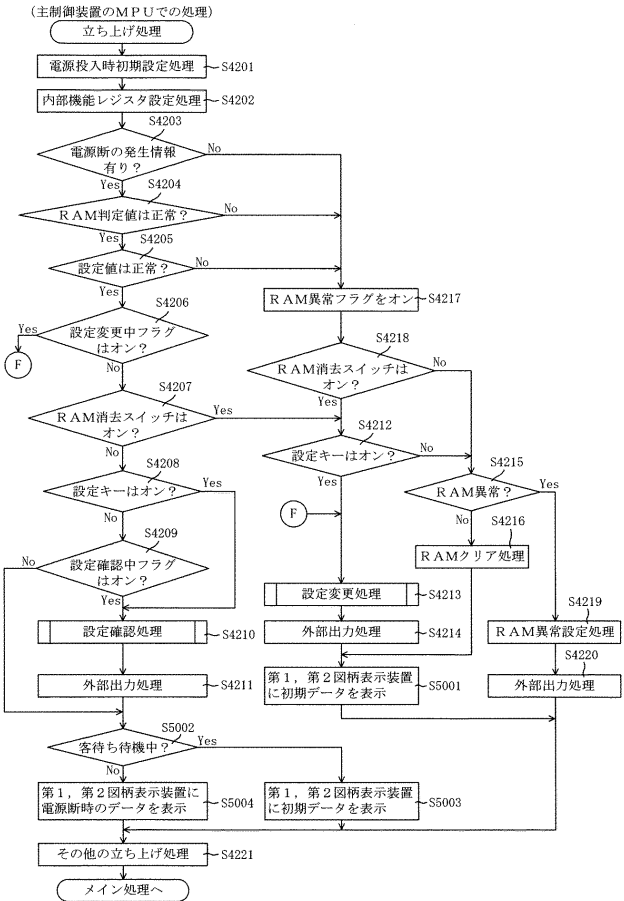 (主制御装置のMPUでの処理)
立ち上げ処理
電源投入時初期設定処理
S4201
内部機能レジスタ設定処理
S4202
S4203
電源断の発生情報
有り?
No
Yes
S4204
RAM判定値は正常?
No
Yes
S4205
設定値は正常?
No
Yes
RAM異常フラグをオン
S4217
S4206
設定変更中フラグ
はオン?
Yes
F
No
S4218
RAM消去スイッチは
オン?
No
Yes
S4207
RAM消去スイッチは
オン?
Yes
No
S4212
設定キーはオン?
No
Yes
S4208
設定キーはオン?
Yes
No
S4215
RAM異常?
Yes
No
F
S4216
RAMクリア処理
S4209
設定確認中フラグ
はオン?
No
Yes
設定変更処理
S4213
S4219
設定確認処理
S4210
外部出力処理
S4214
RAM異常設定処理
S4220
外部出力処理
S4211
第1,第2図柄表示装置
に初期データを表示
S5001
外部出力処理
S5002
客待ち待機中?
Yes
No
第1,第2図柄表示装置に
電源断時のデータを表示
S5004
第1,第2図柄表示装置
に初期データを表示
S5003
その他の立ち上げ処理
S4221
メイン処理へ